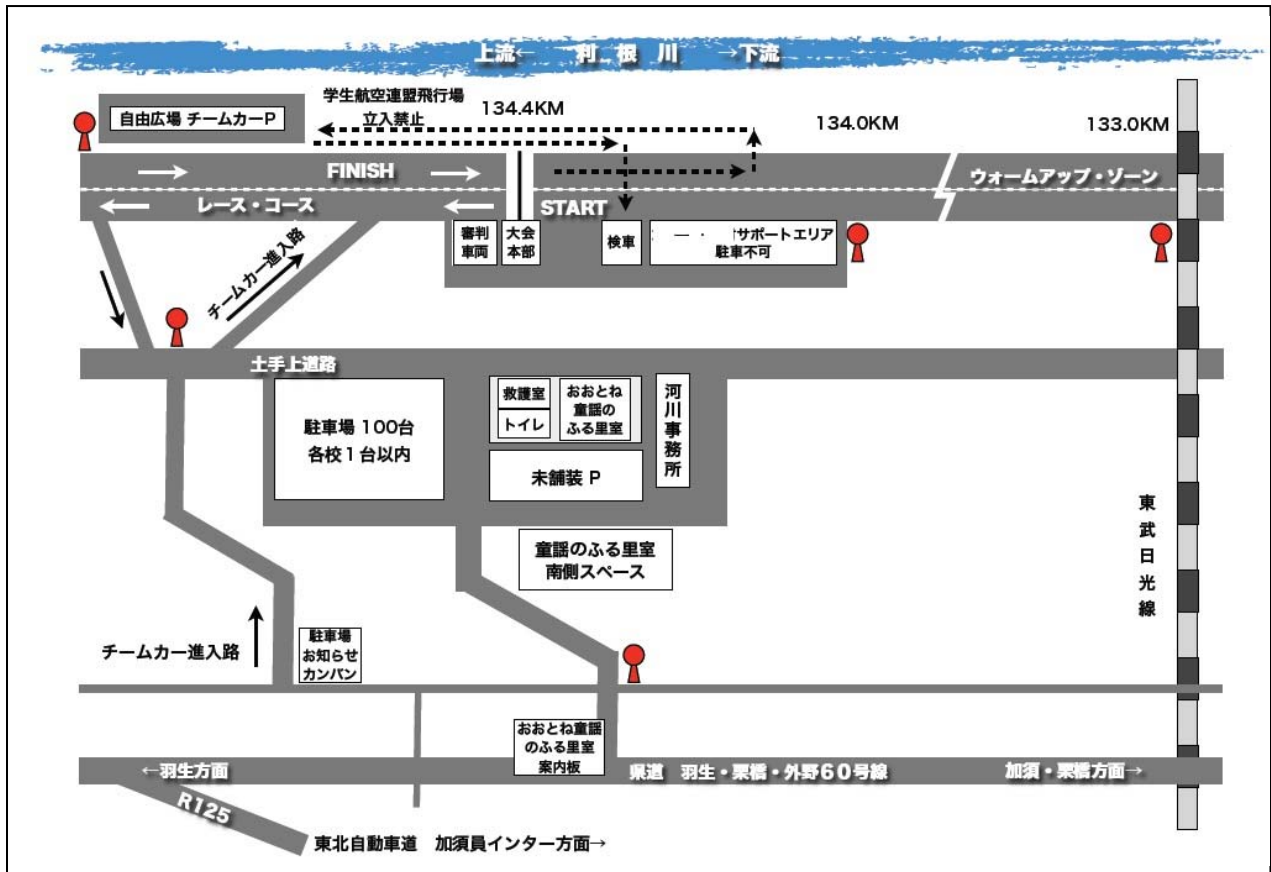 上流← 利根川 →下流
学生航空連盟飛行場
立入禁止
134.4KM
134.0KM
133.0KM
自由広場 チームカーP
FINISH
ウォームアップ・ゾーン
レース・コース
START
審判
車両
大会
本部
検車
サポートエリア
駐車不可
チームカー進入路
土手上道路
駐車場 100台
各校1台以内
救護室
トイレ
おおとね
童謡の
ふる里室
河川事務所
未舗装 P
童謡のふる里室
南側スペース
東武日光線
チームカー進入路
駐車場
お知らせ
カンバン
おおとね童謡
のふる里室
案内板
←羽生方面
県道 羽生・栗橋・外野60号線
加須・栗橋方面→
R125
東北自動車道 加須員インター方面→